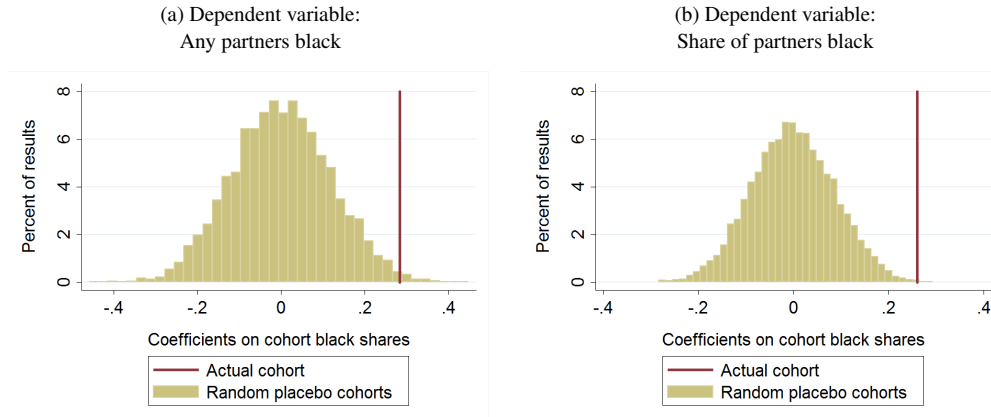 (a) Dependent variable:
Any partners black
8
6
4
2
0
Percent of results
-.4
-.2
0
.2
.4
Coefficients on cohort black shares
Actual cohort
Random placebo cohorts
(b) Dependent variable:
Share of partners black
8
6
4
2
0
Percent of results
-.4
-.2
0
.2
.4
Coefficients on cohort black shares
Actual cohort
Random placebo cohorts